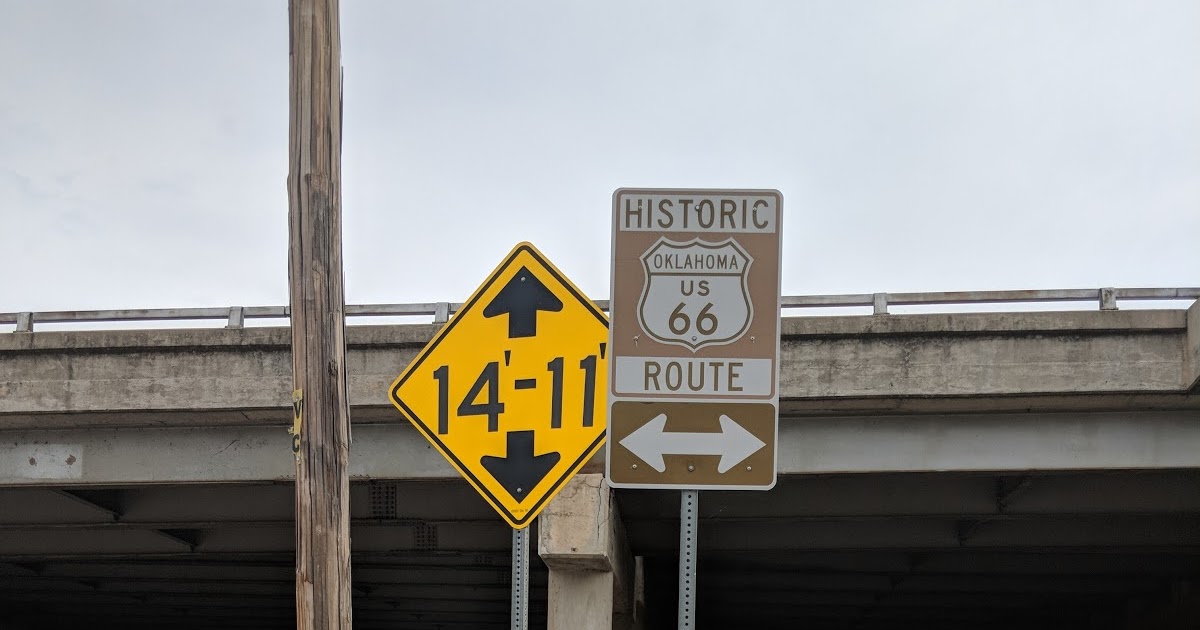 HISTORIC
OKLAHOMA
US
66
ROUTE
14'-11'
V
C